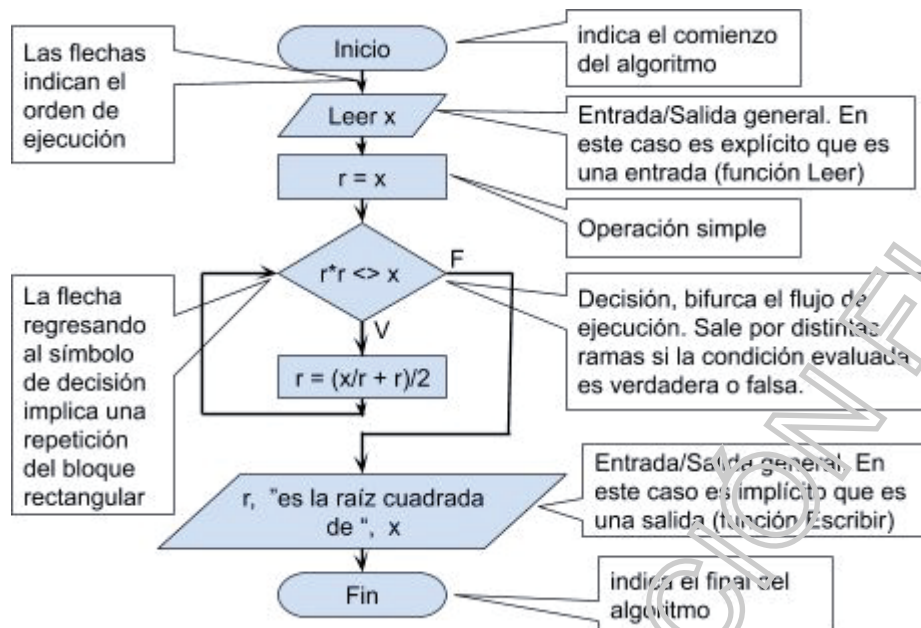 Las flechas
indican el
orden de
ejecución
Inicio
indica el comienzo
del algoritmo
Leer x
Entrada/Salida general. En
este caso es explícito que es
una entrada (función Leer)
r = x
Operación simple
r*r <> x
F
V
Decisión, bifurca el flujo de
ejecución. Sale por distintas
ramas si la condición evaluada
es verdadera o falsa.
La flecha
regresando
al símbolo
de decisión
implica una
repetición
del bloque
rectangular
r = (x/r + r)/2
r, ”es la raíz cuadrada
de “, x
Entrada/Salida general. En
este caso es implícito que es
una salida (función Escribir)
Fin
indica el final del
algoritmo
CIÓN